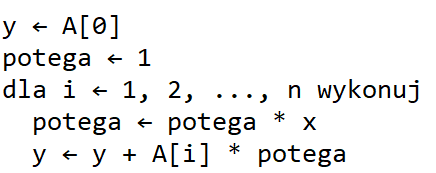 y ← A[0]
potega ← 1
dla i ← 1, 2, ..., n wykonuj
  potega ← potega * x
  y ← y + A[i] * potega